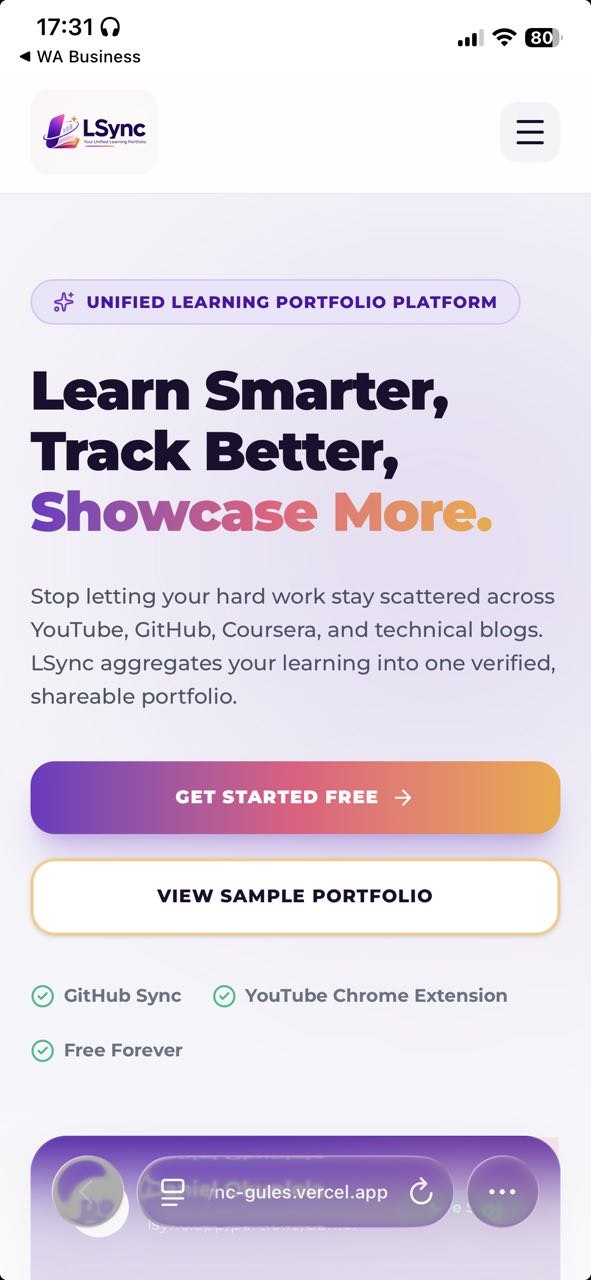 17:31
80
◀ WA Business
LSync
Your Unified Learning Portfolio
UNIFIED LEARNING PORTFOLIO PLATFORM
Learn Smarter,
Track Better,
Showcase More.
Stop letting your hard work stay scattered across
YouTube, GitHub, Coursera, and technical blogs.
LSync aggregates your learning into one verified,
shareable portfolio.
GET STARTED FREE →
VIEW SAMPLE PORTFOLIO
GitHub Sync
YouTube Chrome Extension
Free Forever
nc-gules.vercel.app